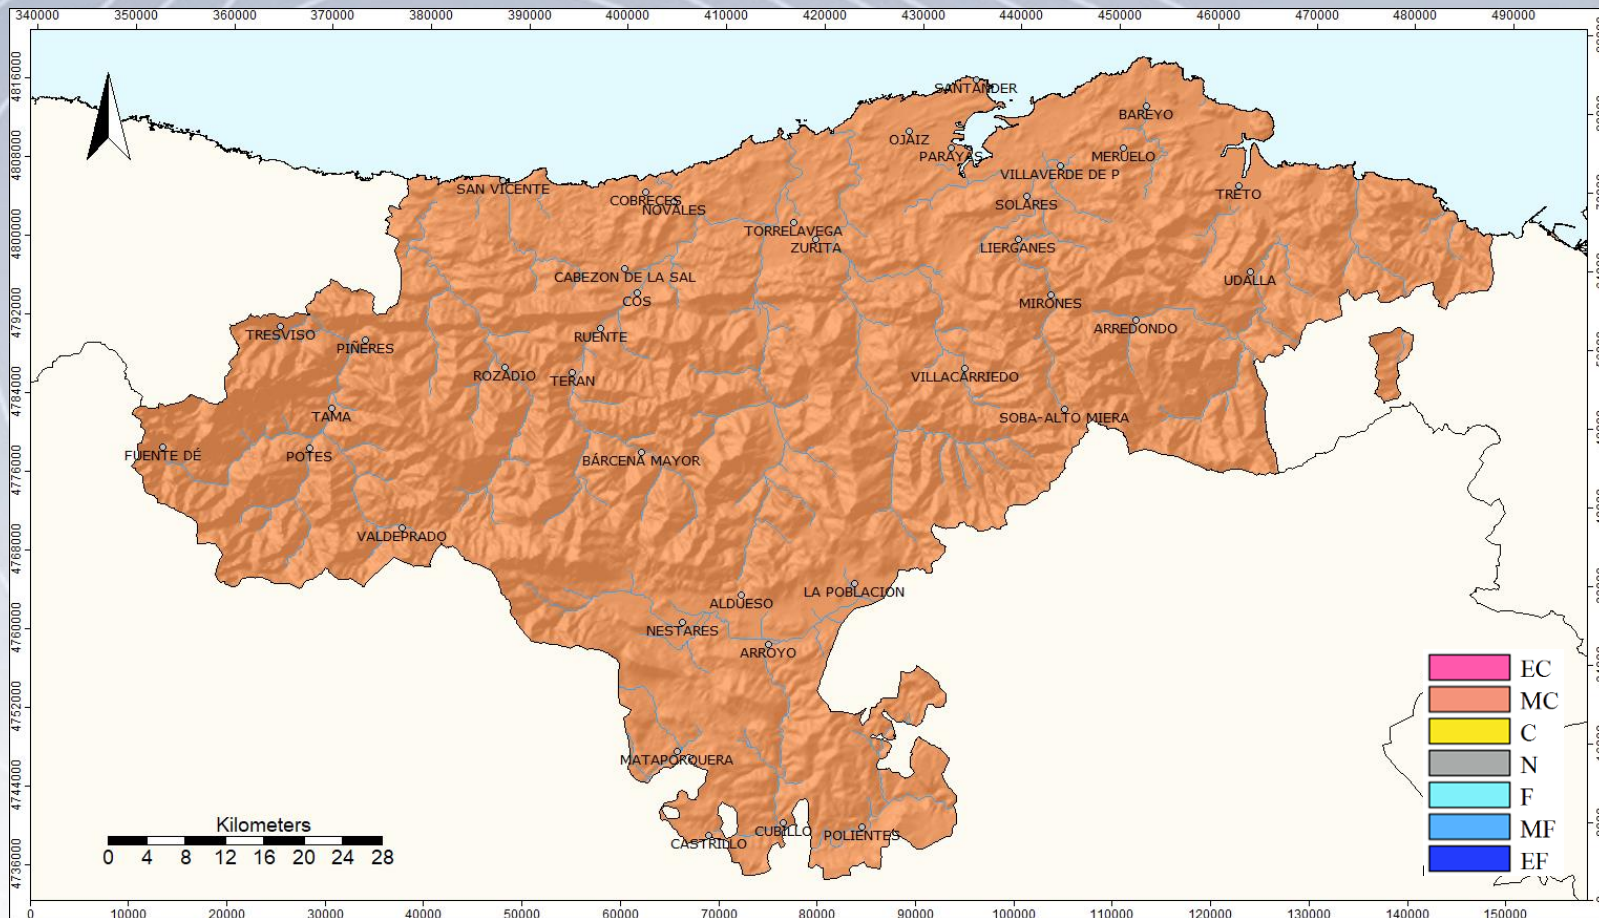 340000 350000 360000 370000 380000 390000 400000 410000 420000 430000 440000 450000 460000 470000 480000 490000
4816000
SANTANDER
BAREYO
OJAIZ
4808000
PARAYAS
MERUELO
VILLAVERDE DE P
SAN VICENTE
TRETO
COBRECES
NOVALES
SOLARES
4800000
TORRELAVEGA
ZURITA
LIERGANES
CABEZON DE LA SAL
UDALLA
COS
MIRONES
4792000
ARREDONDO
TRESVISO
RUENTE
PIÑERES
ROZADIO
TERAN
VILLACARRIEDO
4784000
TAMA
SOBA-ALTO MIERA
FUENTE DÉ
POTES
BÁRCENA MAYOR
4776000
VALDEPRADO
4768000
LA POBLACION
ALDUESO
4760000
NESTARES
ARROYO
EC
MC
4752000
C
MATAPORQUERA
N
4744000
F
Kilometers
MF
CUBILLO
POLIENTES
CASTRILLO
0 4 8 12 16 20 24 28
EF
4736000
10000 20000 30000 40000 50000 60000 70000 80000 90000 100000 110000 120000 130000 140000 150000